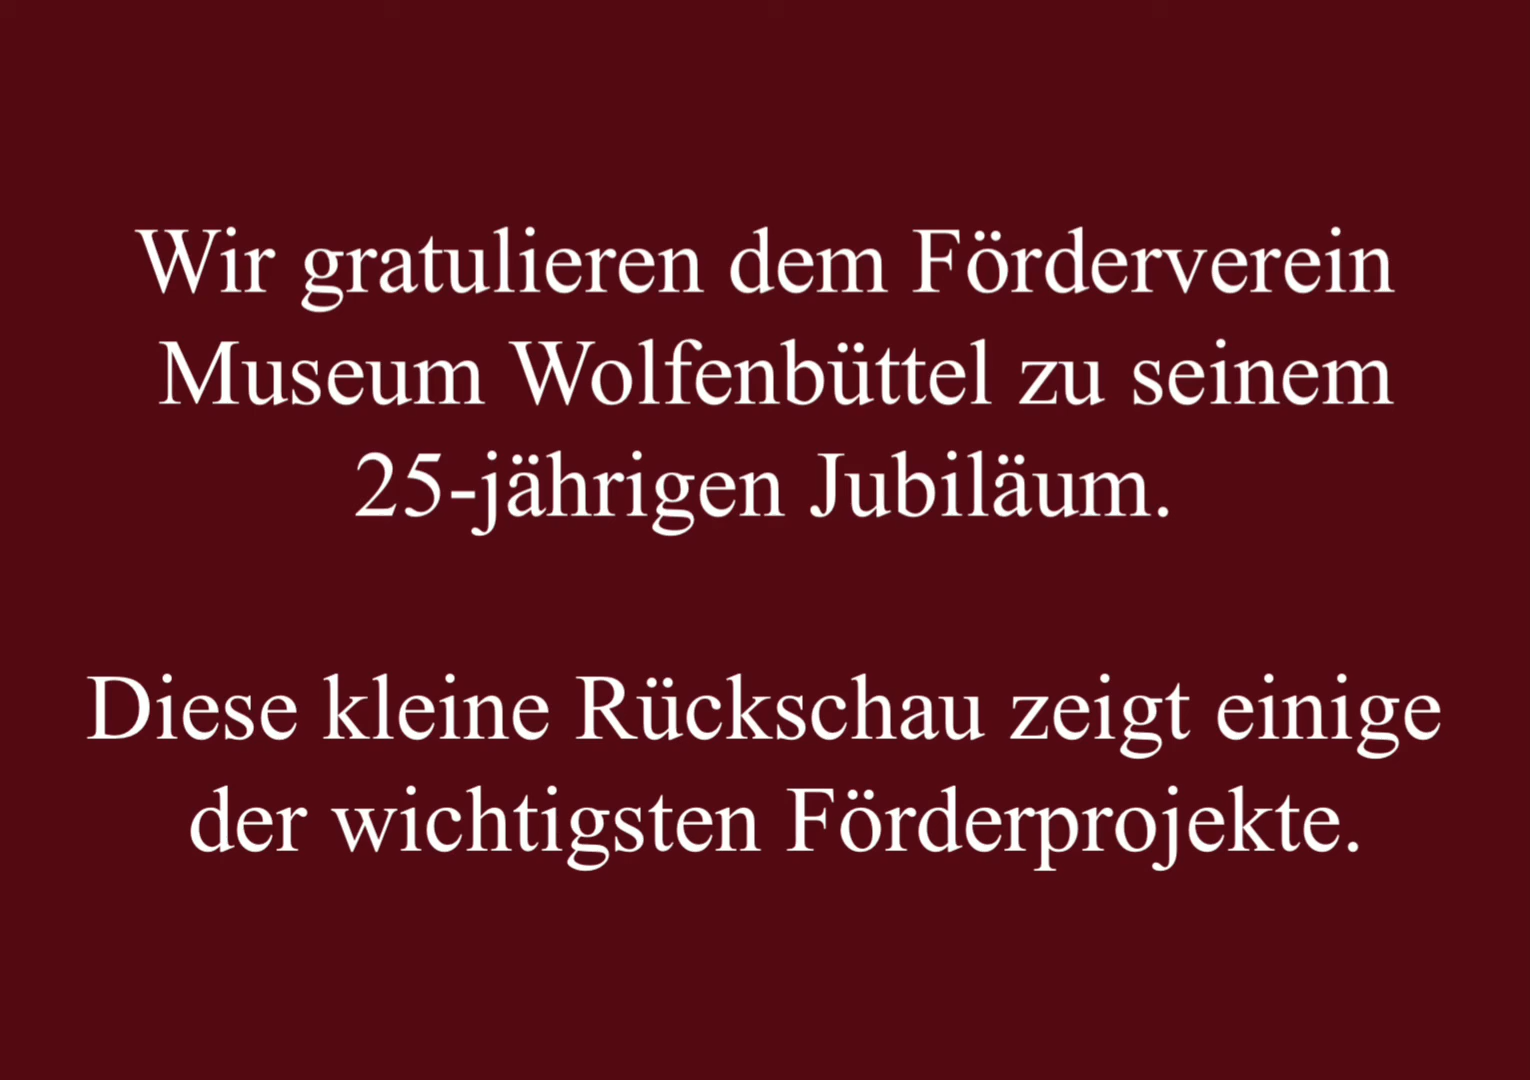 Wir gratulieren dem Förderverein
Museum Wolfenbüttel zu seinem
25-jährigen Jubiläum.
Diese kleine Rückschau zeigt einige
der wichtigsten Förderprojekte.